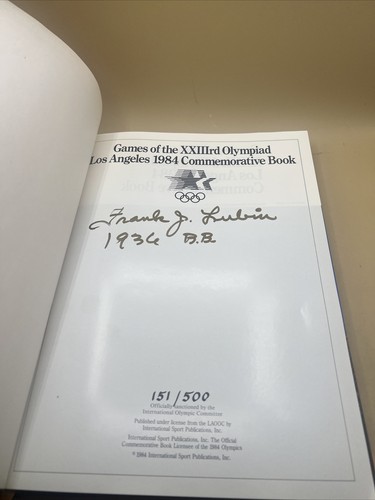 Games of the XXIIIrd Olympiad
Los Angeles 1984 Commemorative Book
Frank J. Lubin
1936 B.B.
151/500
Officially sanctioned by the
International Olympic Committee
Published under license from the LAOOC by
International Sport Publications, Inc.
International Sport Publications, Inc. The Official
Commemorative Book Licensee of the 1984 Olympics
© 1984 International Sport Publications, Inc.